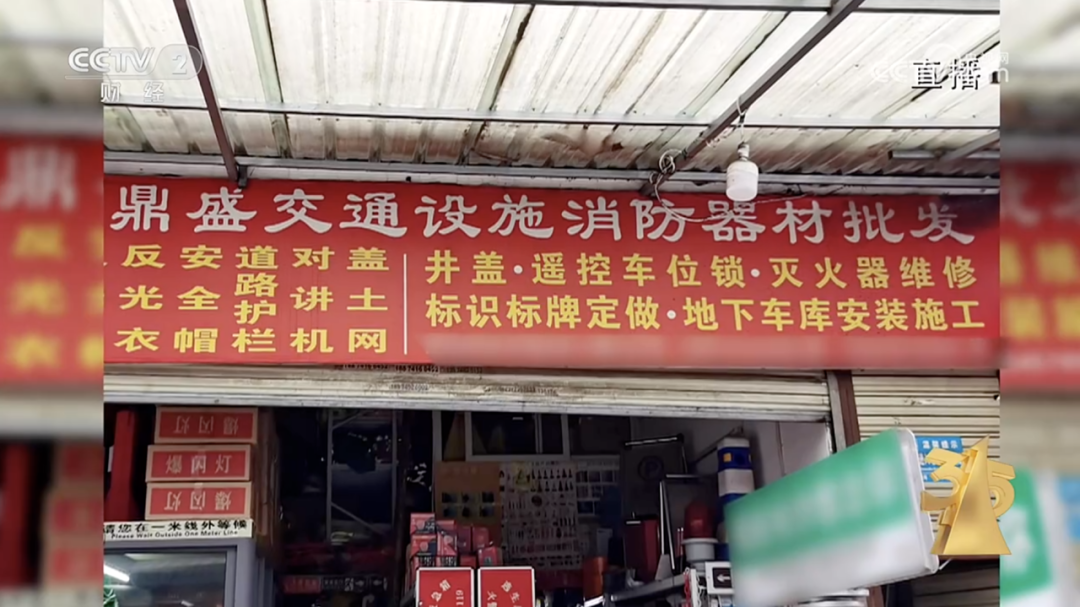 CCTV 2
财经
直播
鼎盛交通设施消防器材批发
反光衣
安全帽
道路护栏
对讲机
盖土网
井盖·遥控车位锁·灭火器维修
标识标牌定做·地下车库安装施工
爆闪灯
爆闪灯
爆闪灯
请您在一米线外等候
Please Wait Outside One Meter Line
温馨提示
315